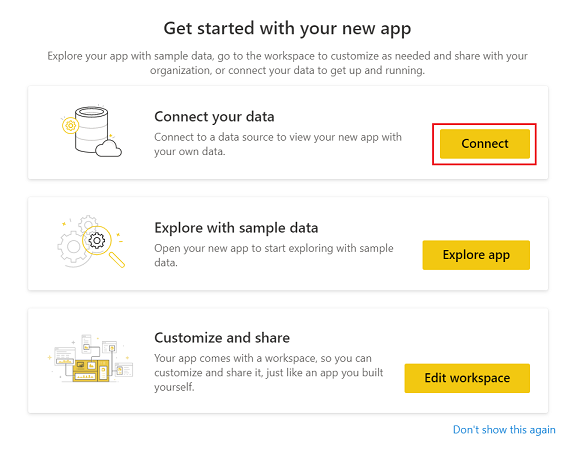 Get started with your new app
Explore your app with sample data, go to the workspace to customize as needed and share with your
organization, or connect your data to get up and running.
Connect your data
Connect to a data source to view your new app with
your own data.
Connect
Explore with sample data
Open your new app to start exploring with sample
data.
Explore app
Customize and share
Your app comes with a workspace, so you can
customize and share it, just like an app you built
yourself.
Edit workspace
Don't show this again